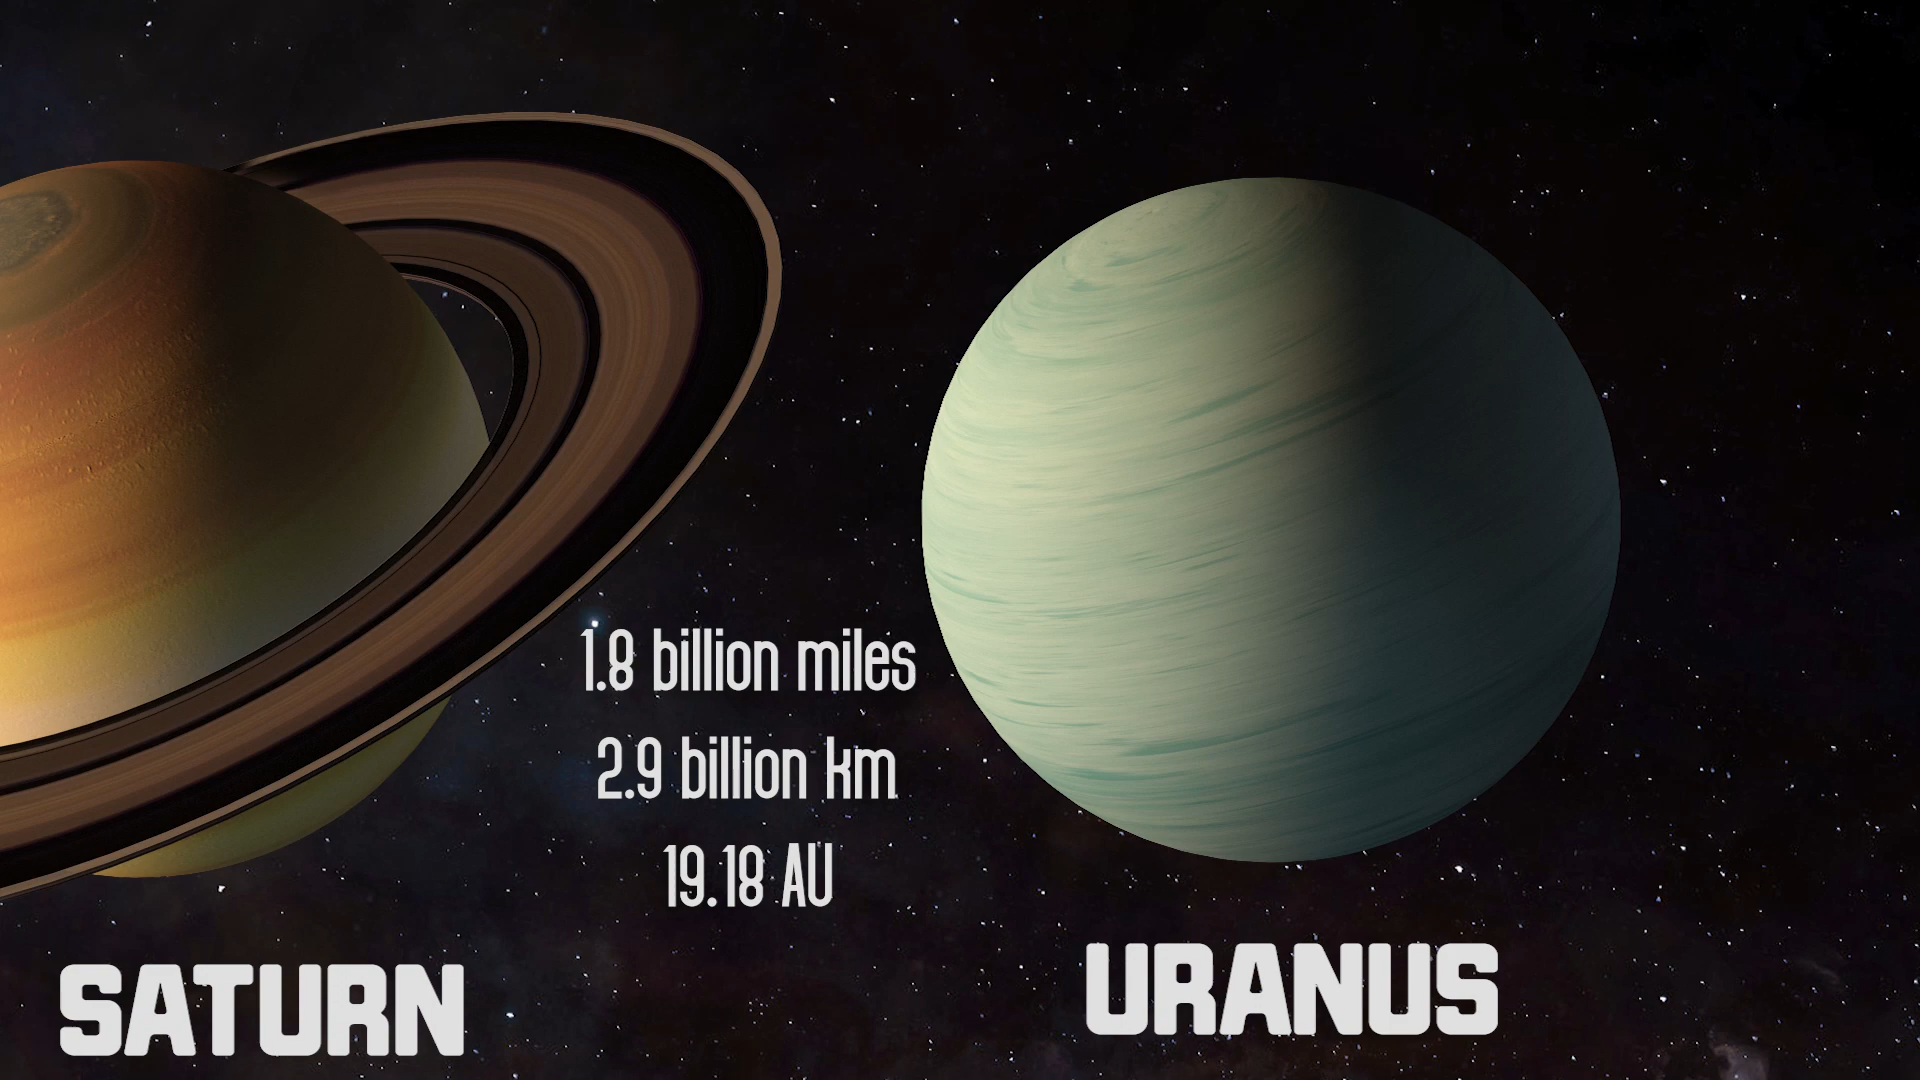 1.8 billion miles
2.9 billion km
19.18 AU
SATURN
URANUS